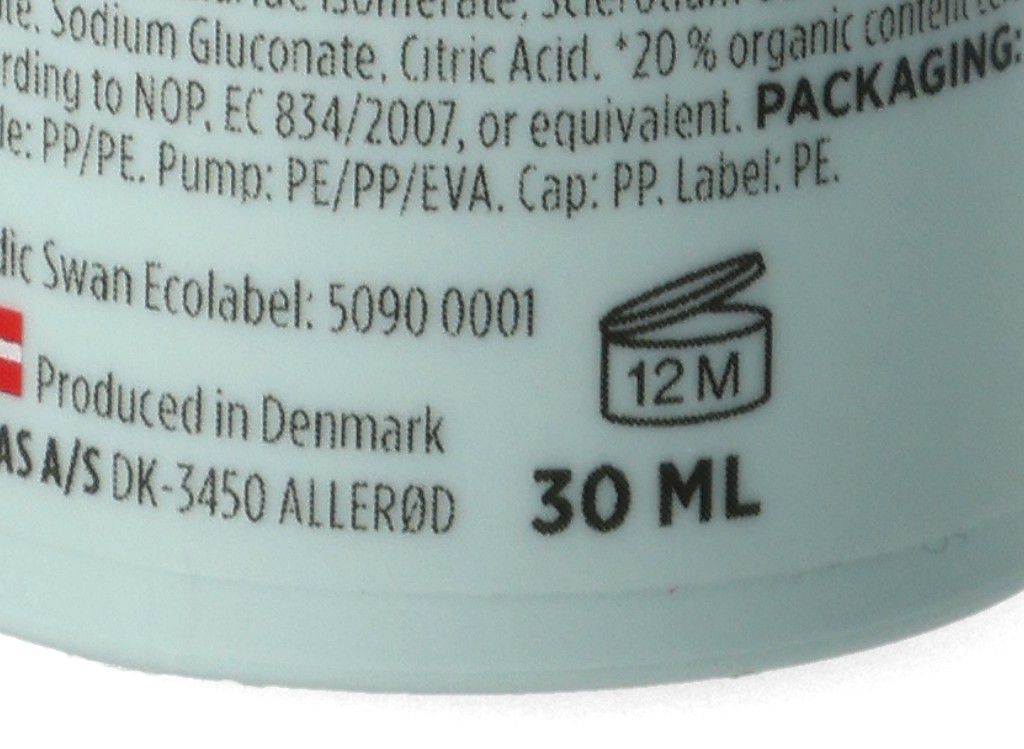 Sodium Gluconate, Citric Acid. *20 % organic content
rding to NOP, EC 834/2007, or equivalent. PACKAGING:
le: PP/PE. Pump: PE/PP/EVA. Cap: PP. Label: PE.
dic Swan Ecolabel: 5090 0001
12 M
Produced in Denmark
AS A/S DK-3450 ALLERØD
30 ML